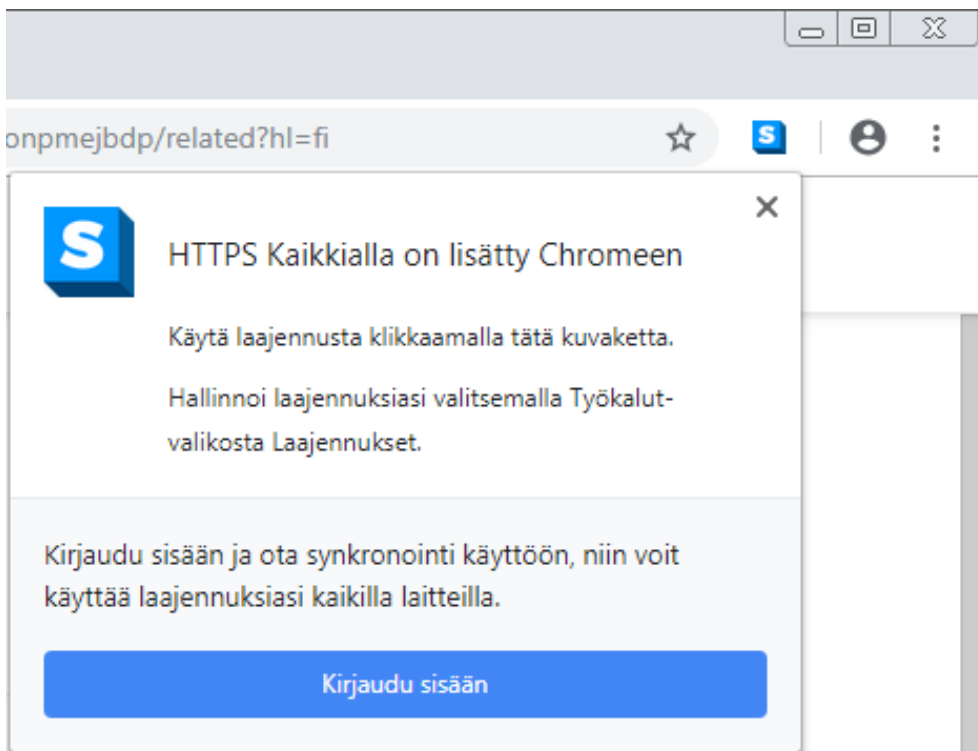 onpmejbdp/related?hl=fi
S
S
HTTPS Kaikkialla on lisätty Chromeen
Käytä laajennusta klikkaamalla tätä kuvaketta.
Hallinnoi laajennuksiasi valitsemalla Työkalut-
valikosta Laajennukset.
Kirjaudu sisään ja ota synkronointi käyttöön, niin voit
käyttää laajennuksiasi kaikilla laitteilla.
Kirjaudu sisään